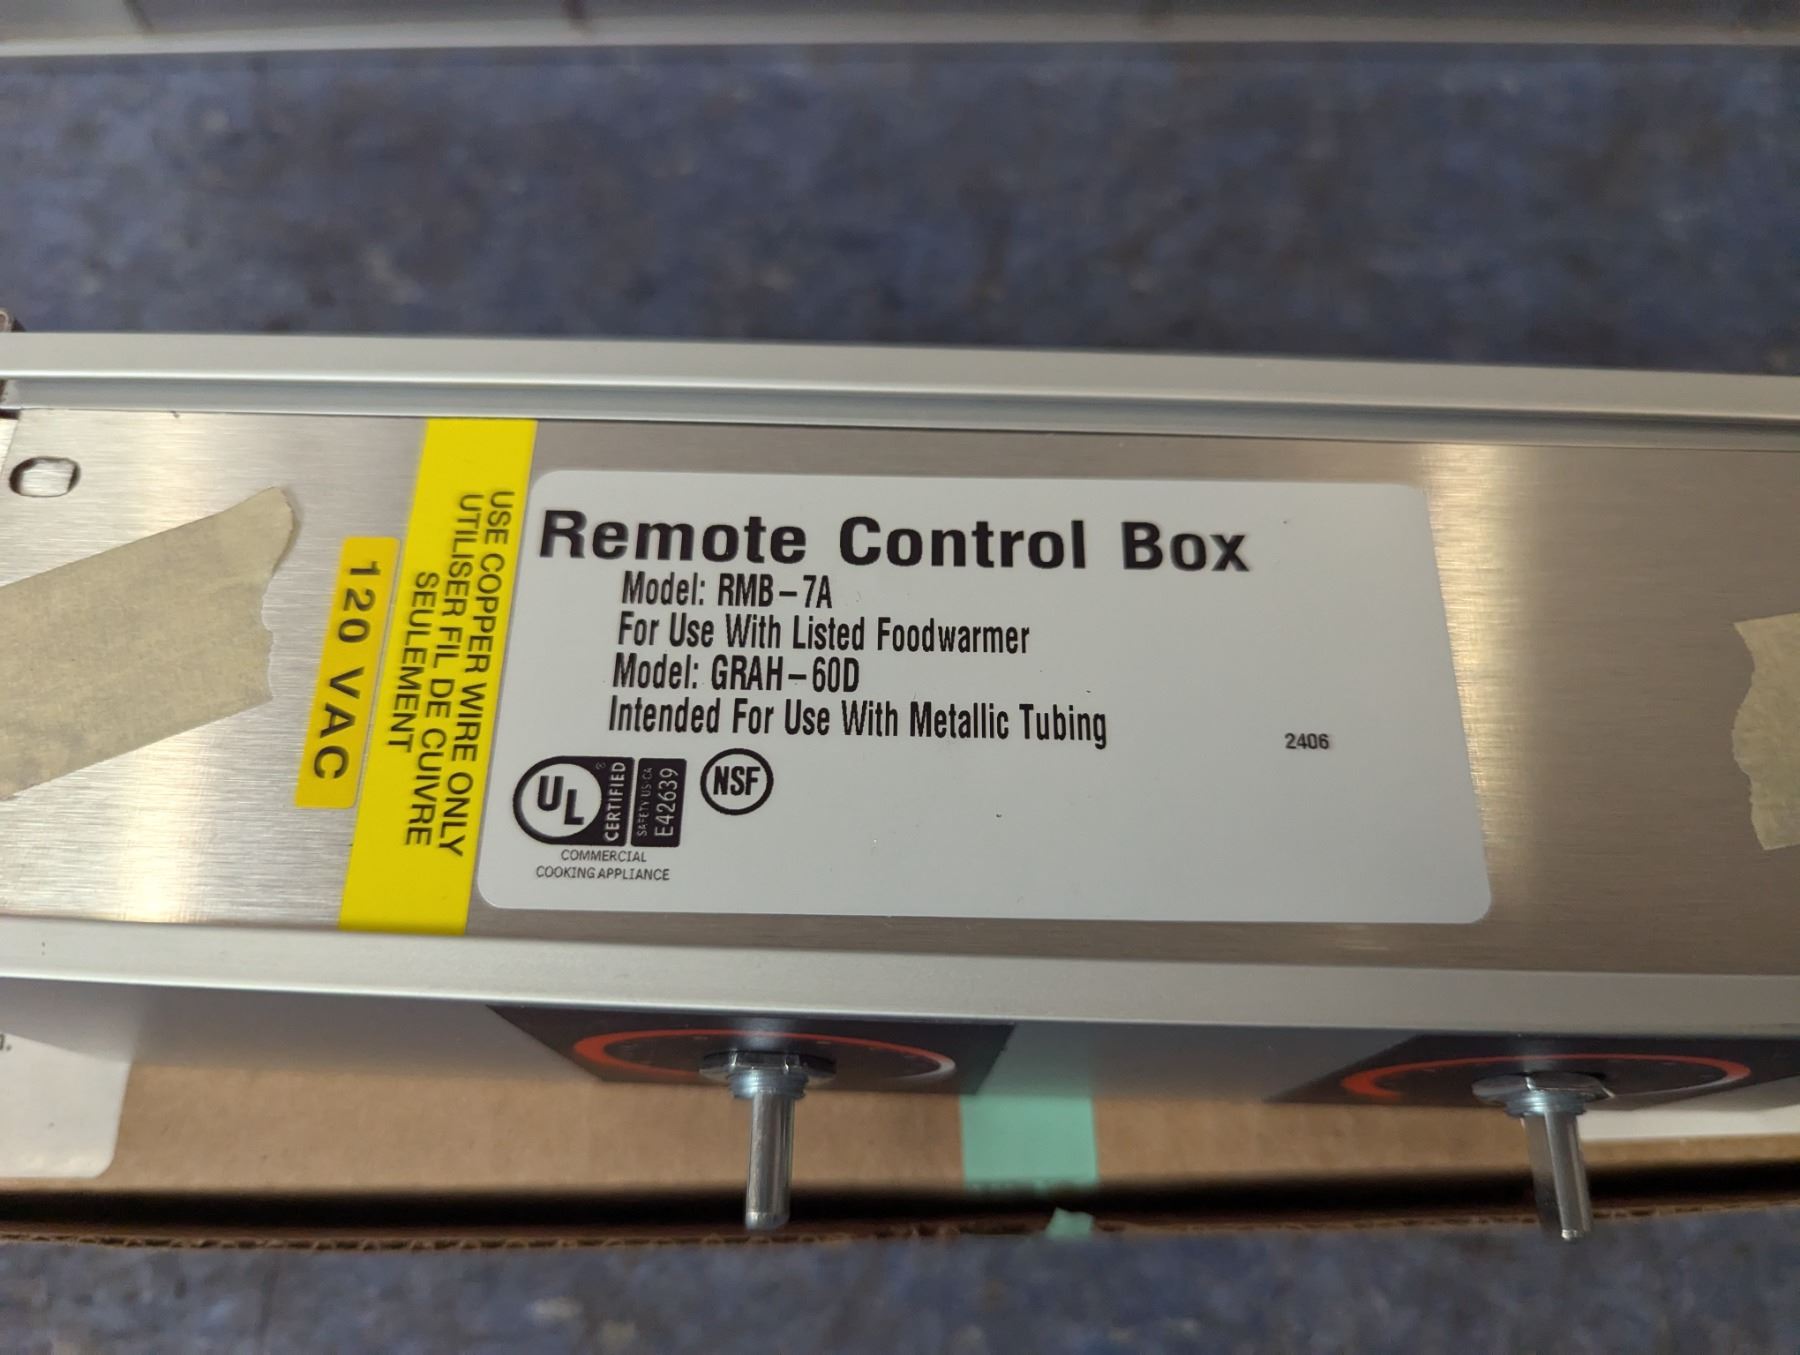 Remote Control Box
Model: RMB-7A
For Use With Listed Foodwarmer
Model: GRAH-60D
Intended For Use With Metallic Tubing
2406
UL
®
CERTIFIED
SAFETY US-CA
E42639
COMMERCIAL
COOKING APPLIANCE
NSF
USE COPPER WIRE ONLY
UTILISER FIL DE CUIVRE
SEULEMENT
120 VAC